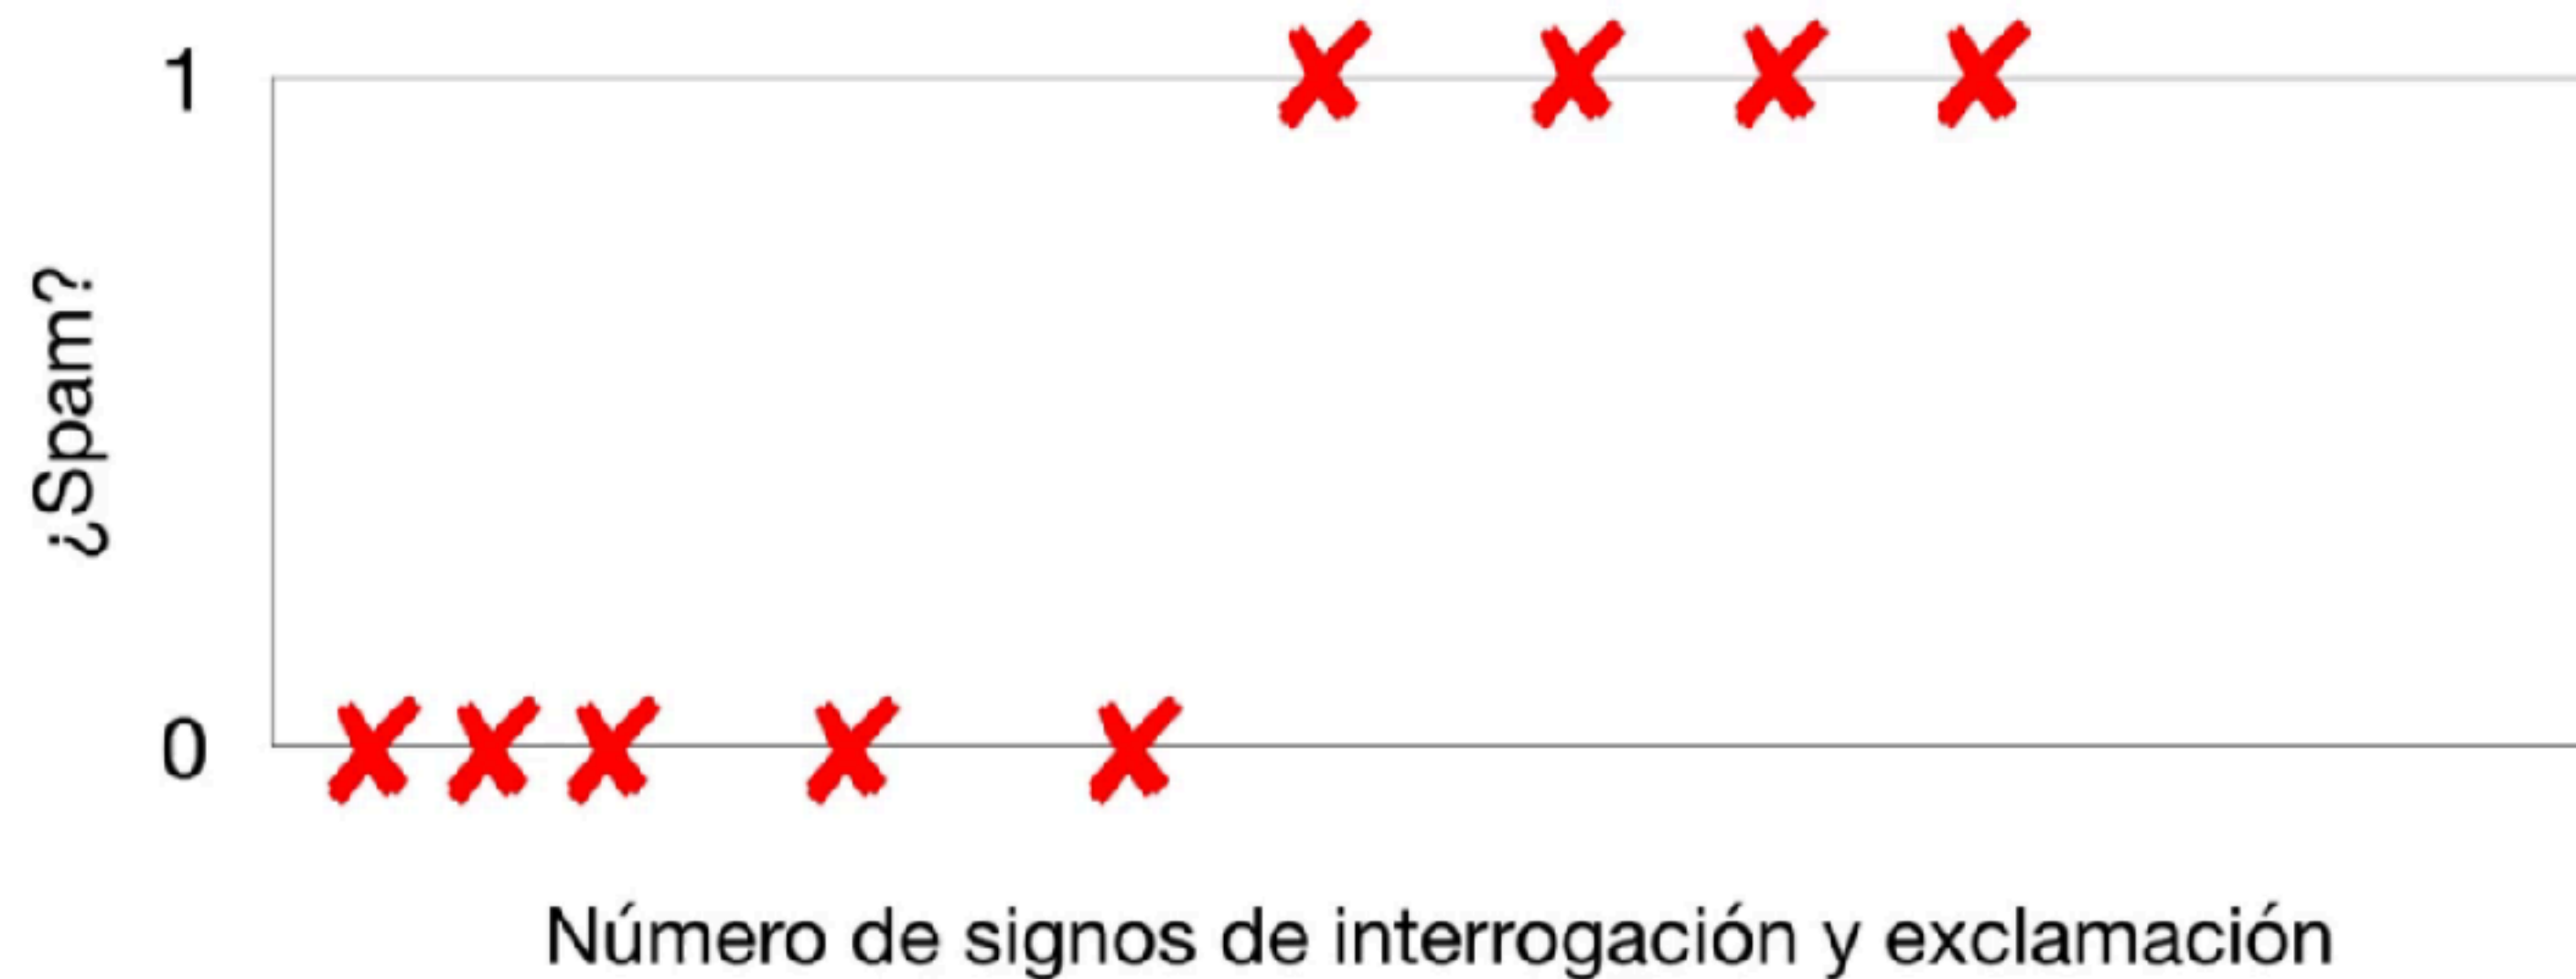 1
¿Spam?
0
Número de signos de interrogación y exclamación